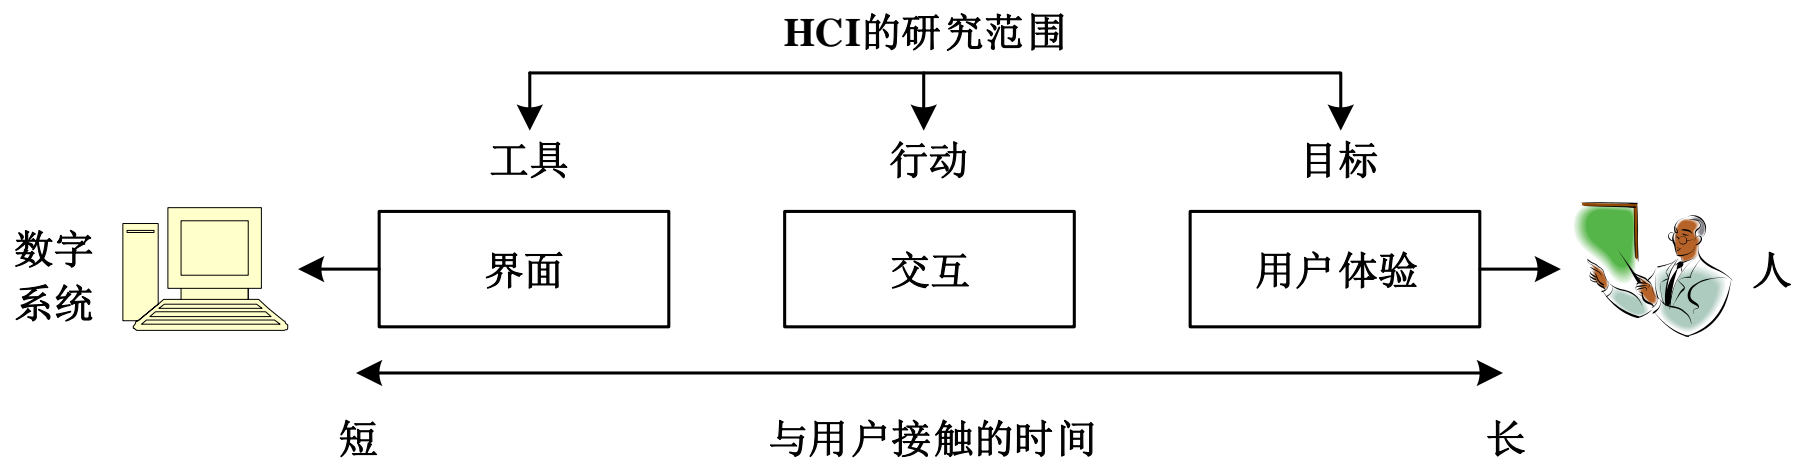 HCI的研究范围
工具
行动
目标
数字
系统
界面
交互
用户体验
人
短
与用户接触的时间
长